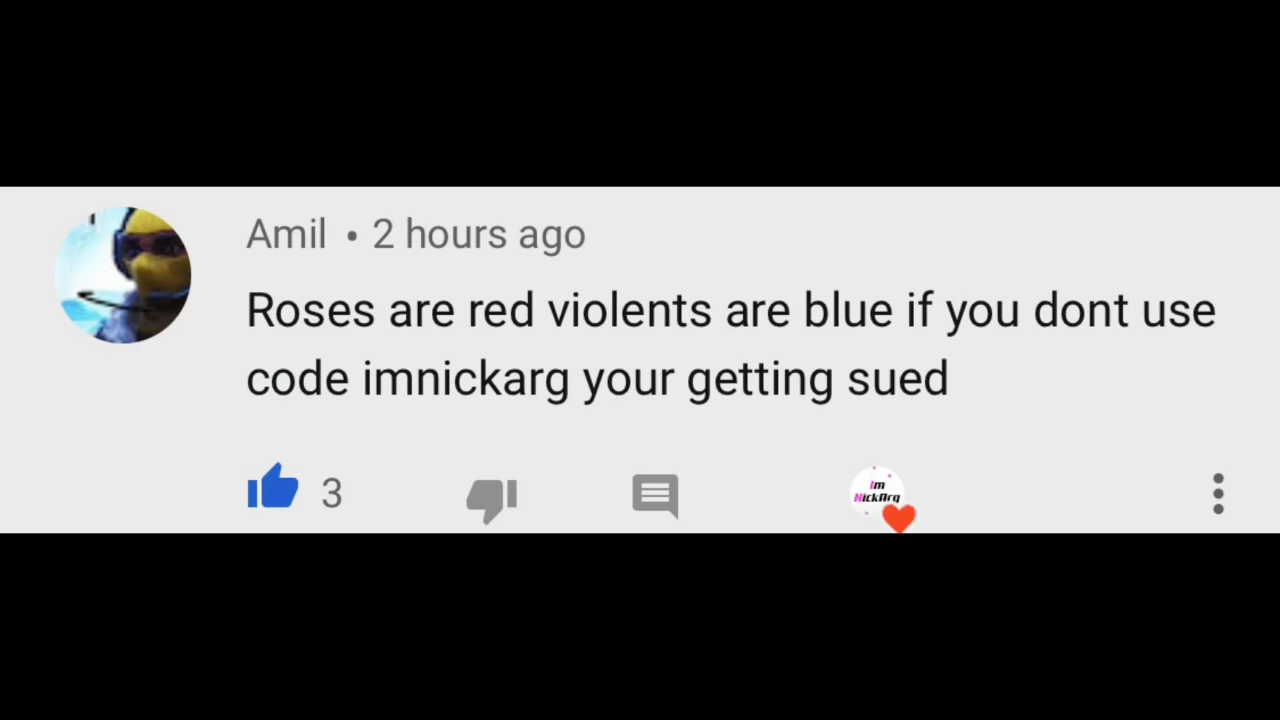 Amil • 2 hours ago
Roses are red violents are blue if you dont use
code imnickarg your getting sued
3
Im
NickArg